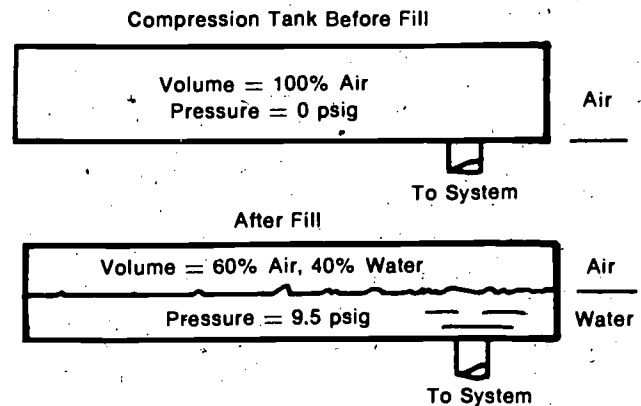 Compression Tank Before Fill
Volume = 100% Air
Pressure = 0 psig
Air
To System
After Fill
Volume = 60% Air, 40% Water
Air
Pressure = 9.5 psig
Water
To System